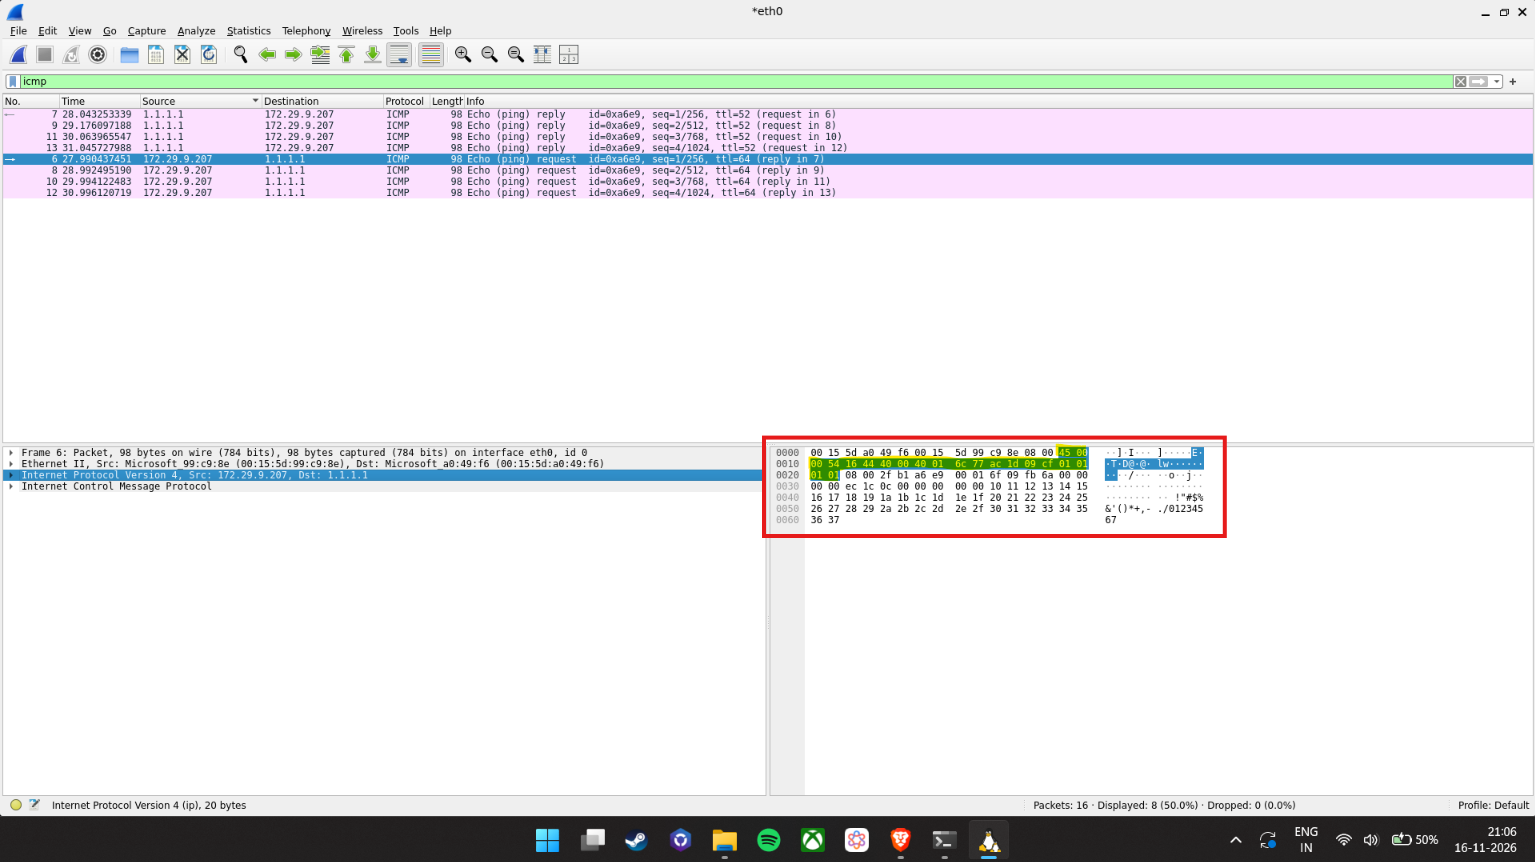 *eth0
File Edit View Go Capture Analyze Statistics Telephony Wireless Tools Help
icmp
No. Time Source Destination Protocol Length Info
7 28.043253339 1.1.1.1 172.29.9.207 ICMP 98 Echo (ping) reply id=0xa6e9, seq=1/256, ttl=52 (request in 6)
9 29.176097188 1.1.1.1 172.29.9.207 ICMP 98 Echo (ping) reply id=0xa6e9, seq=2/512, ttl=52 (request in 8)
11 30.063965547 1.1.1.1 172.29.9.207 ICMP 98 Echo (ping) reply id=0xa6e9, seq=3/768, ttl=52 (request in 10)
13 31.045727988 1.1.1.1 172.29.9.207 ICMP 98 Echo (ping) reply id=0xa6e9, seq=4/1024, ttl=52 (request in 12)
6 27.990437451 172.29.9.207 1.1.1.1 ICMP 98 Echo (ping) request id=0xa6e9, seq=1/256, ttl=64 (reply in 7)
8 28.992495190 172.29.9.207 1.1.1.1 ICMP 98 Echo (ping) request id=0xa6e9, seq=2/512, ttl=64 (reply in 9)
10 29.994122483 172.29.9.207 1.1.1.1 ICMP 98 Echo (ping) request id=0xa6e9, seq=3/768, ttl=64 (reply in 11)
12 30.996120719 172.29.9.207 1.1.1.1 ICMP 98 Echo (ping) request id=0xa6e9, seq=4/1024, ttl=64 (reply in 13)
Frame 6: Packet, 98 bytes on wire (784 bits), 98 bytes captured (784 bits) on interface eth0, id 0
Ethernet II, Src: Microsoft_99:c9:8e (00:15:5d:99:c9:8e), Dst: Microsoft_a0:49:f6 (00:15:5d:a0:49:f6)
Internet Protocol Version 4, Src: 172.29.9.207, Dst: 1.1.1.1
Internet Control Message Protocol
0000 00 15 5d a0 49 f6 00 15 5d 99 c9 8e 08 00 45 00 ··]·I··· ]·····E·
0010 00 54 16 44 40 00 40 01 6c 77 ac 1d 09 cf 01 01 ·T·D@·@· lw······
0020 01 01 08 00 2f b1 a6 e9 00 01 6f 09 fb 6a 00 00 ····/··· ··o··j··
0030 00 00 ec 1c 0c 00 00 00 00 00 10 11 12 13 14 15 ········ ········
0040 16 17 18 19 1a 1b 1c 1d 1e 1f 20 21 22 23 24 25 ········ ·· !"#$%
0050 26 27 28 29 2a 2b 2c 2d 2e 2f 30 31 32 33 34 35 &'()*+,- ./012345
0060 36 37 67
Internet Protocol Version 4 (ip), 20 bytes Packets: 16 · Displayed: 8 (50.0%) · Dropped: 0 (0.0%) Profile: Default
ENG
IN
50%
21:06
16-11-2026